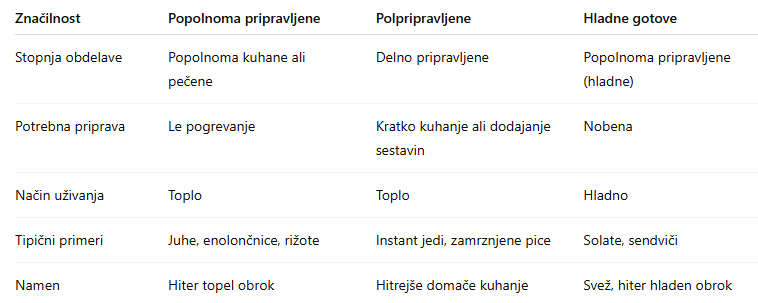 Značilnost Popolnoma pripravljene Polpripravljene Hladne gotove
Stopnja obdelave Popolnoma kuhane ali Delno pripravljene Popolnoma pripravljene
pečene (hladne)
Potrebna priprava Le pogrevanje Kratko kuhanje ali dodajanje Nobena
sestavin
Način uživanja Toplo Toplo Hladno
Tipični primeri Juhe, enolončnice, rižote Instant jedi, zamrznjene pice Solate, sendviči
Namen Hiter topel obrok Hitrejše domače kuhanje Svež, hiter hladen obrok